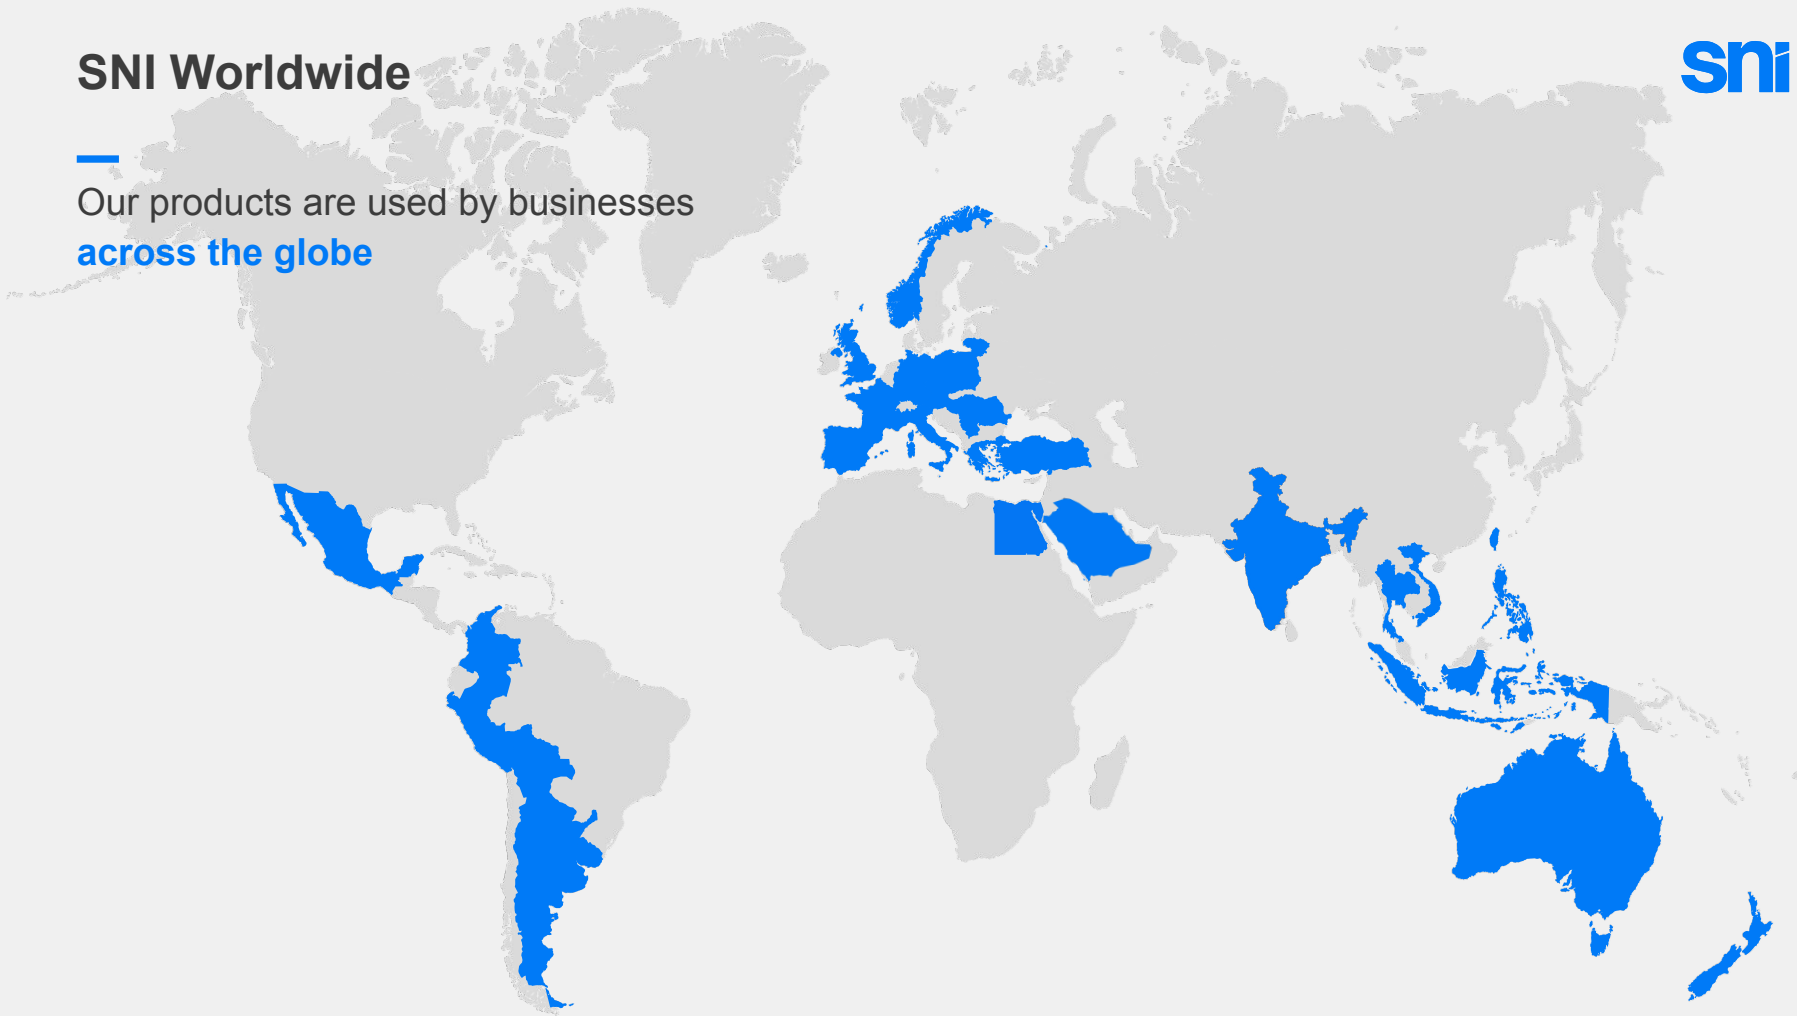 SNI Worldwide
sni
Our products are used by businesses
across the globe